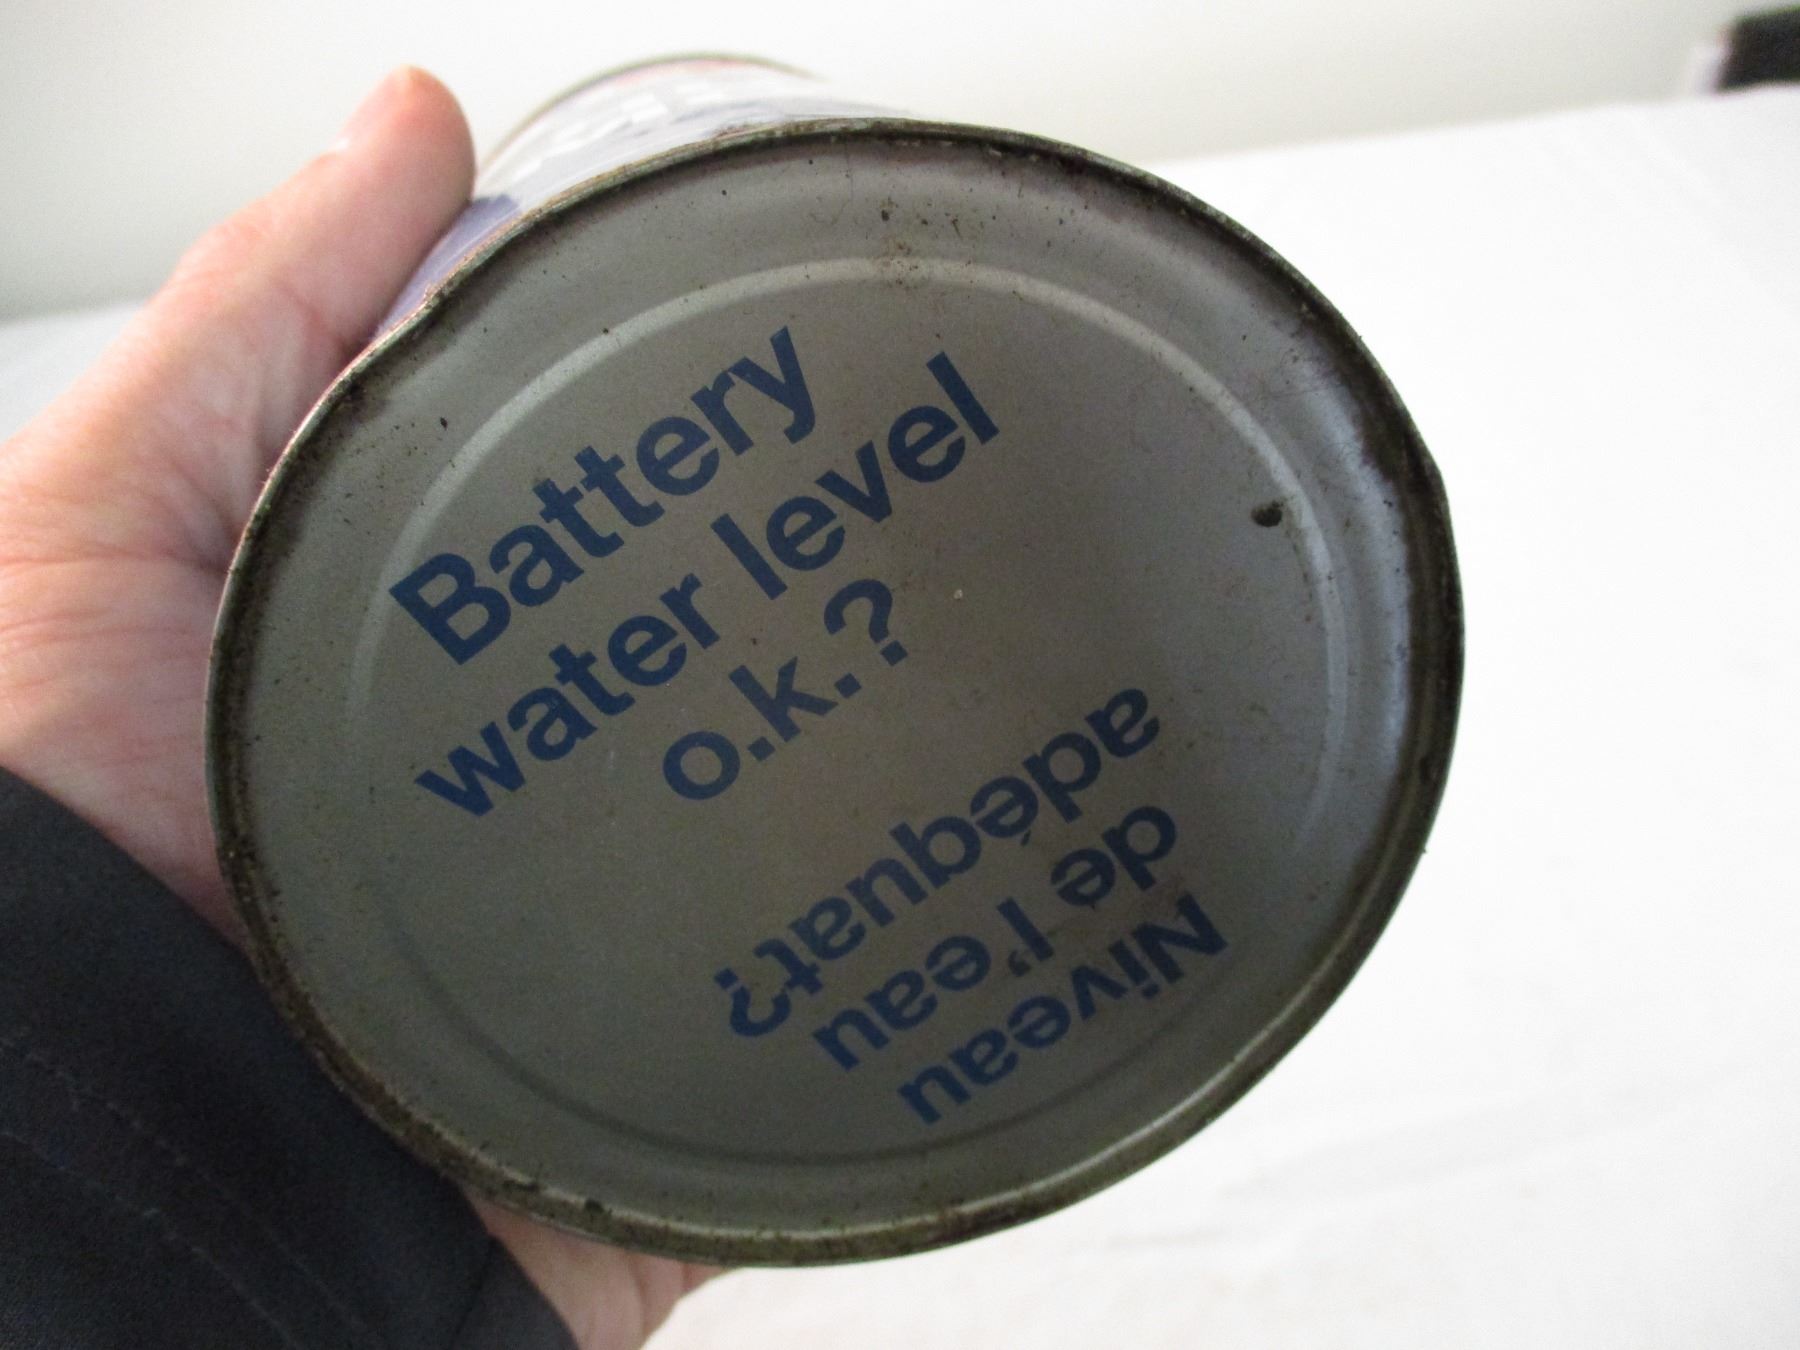 Battery
water level
o.k.?
Niveau
de l'eau
adéquat?